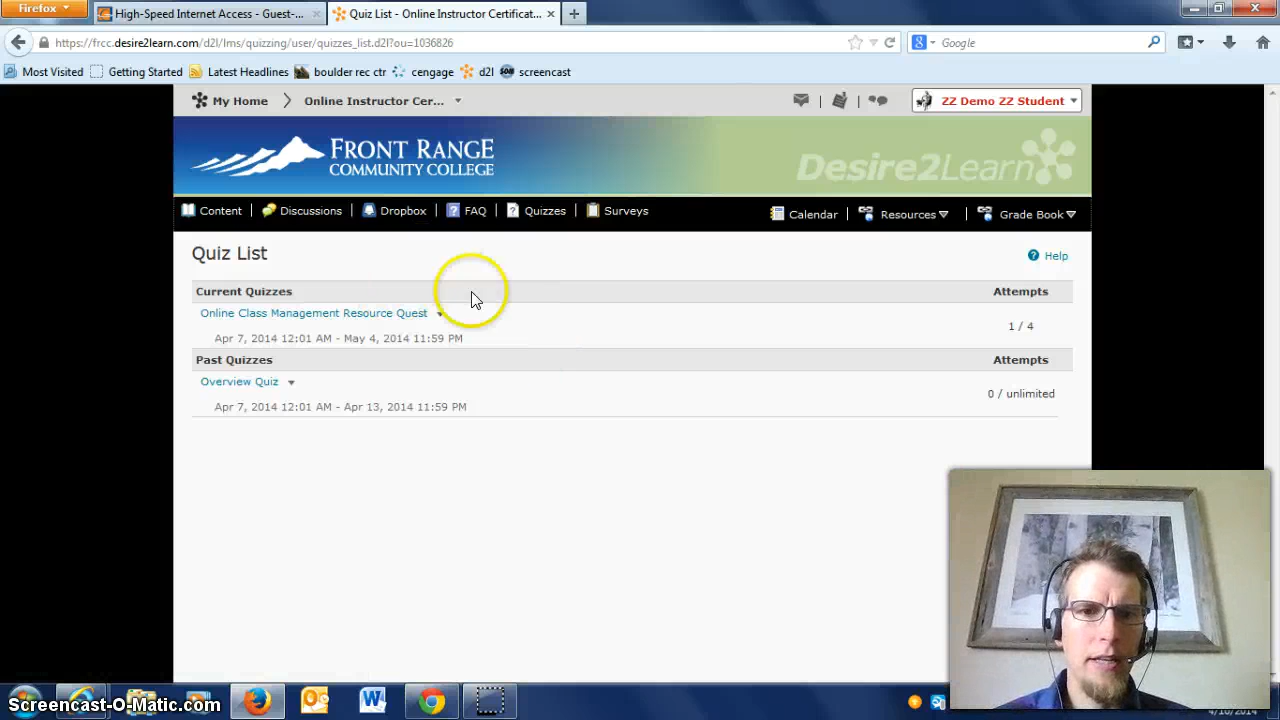 Firefox
High-Speed Internet Access - Guest-...
Quiz List - Online Instructor Certificat...
https://frcc.desire2learn.com/d2l/lms/quizzing/user/quizzes_list.d2l?ou=1036826
Google
Most Visited
Getting Started
Latest Headlines
boulder rec ctr
cengage
d2l
screencast
My Home
Online Instructor Cer...
ZZ Demo ZZ Student
FRONT RANGE
COMMUNITY COLLEGE
Desire2Learn
Content
Discussions
Dropbox
FAQ
Quizzes
Surveys
Calendar
Resources
Grade Book
Quiz List
Help
Current Quizzes Attempts
Online Class Management Resource Quest
1 / 4
Apr 7, 2014 12:01 AM - May 4, 2014 11:59 PM
Past Quizzes Attempts
Overview Quiz
0 / unlimited
Apr 7, 2014 12:01 AM - Apr 13, 2014 11:59 PM
Screencast-O-Matic.com